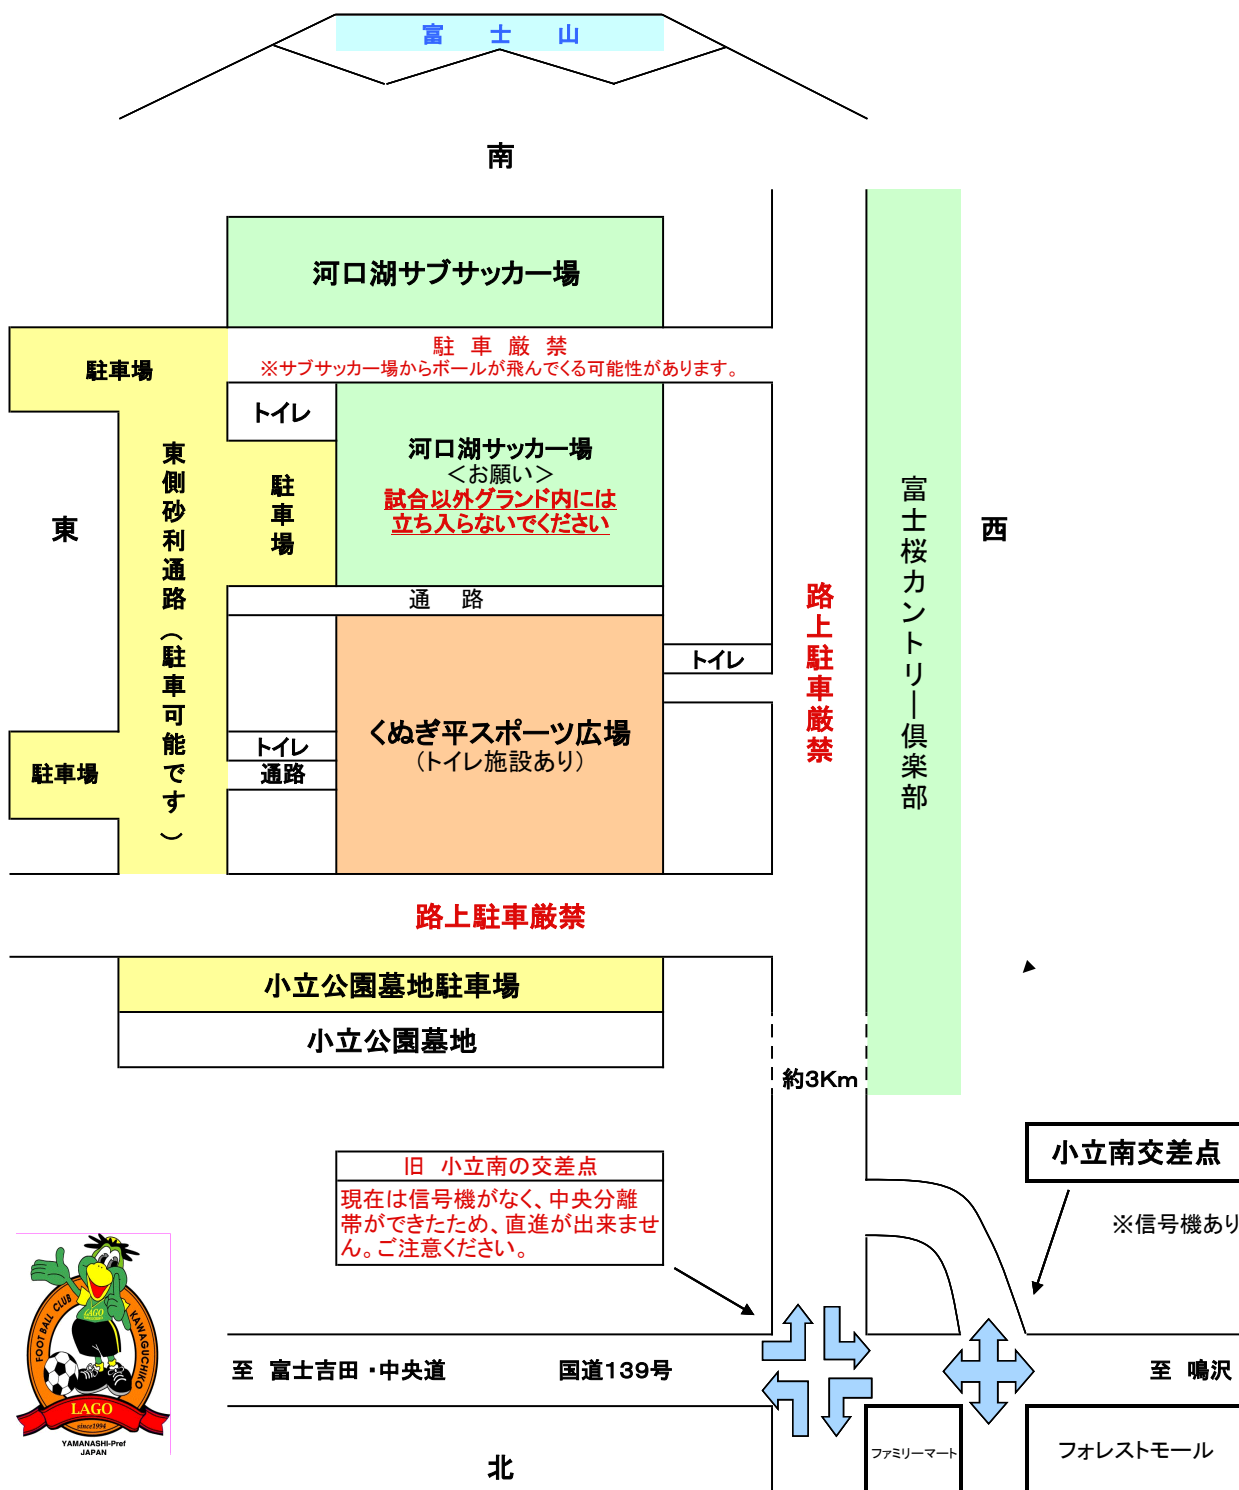 富 士 山
南
河口湖サブサッカー場
駐 車 厳 禁
※サブサッカー場からボールが飛んでくる可能性があります。
駐車場
トイレ
河口湖サッカー場
＜お願い＞
試合以外グランド内には
立ち入らないでください
駐車場
東側砂利通路（駐車可能です）
東
西
富士桜カントリー倶楽部
路上駐車厳禁
通 路
トイレ
くぬぎ平スポーツ広場
（トイレ施設あり）
トイレ
通路
駐車場
路上駐車厳禁
小立公園墓地駐車場
小立公園墓地
約3Km
小立南交差点
※信号機あり
旧 小立南の交差点
現在は信号機がなく、中央分離
帯ができたため、直進が出来ませ
ん。ご注意ください。
至 富士吉田・中央道
国道139号
至 鳴沢
ファミリーマート
フォレストモール
北
FOOT BALL CLUB
KAWAGUCHIKO
LAGO
LAGO
since1994
YAMANASHI-Pref
JAPAN